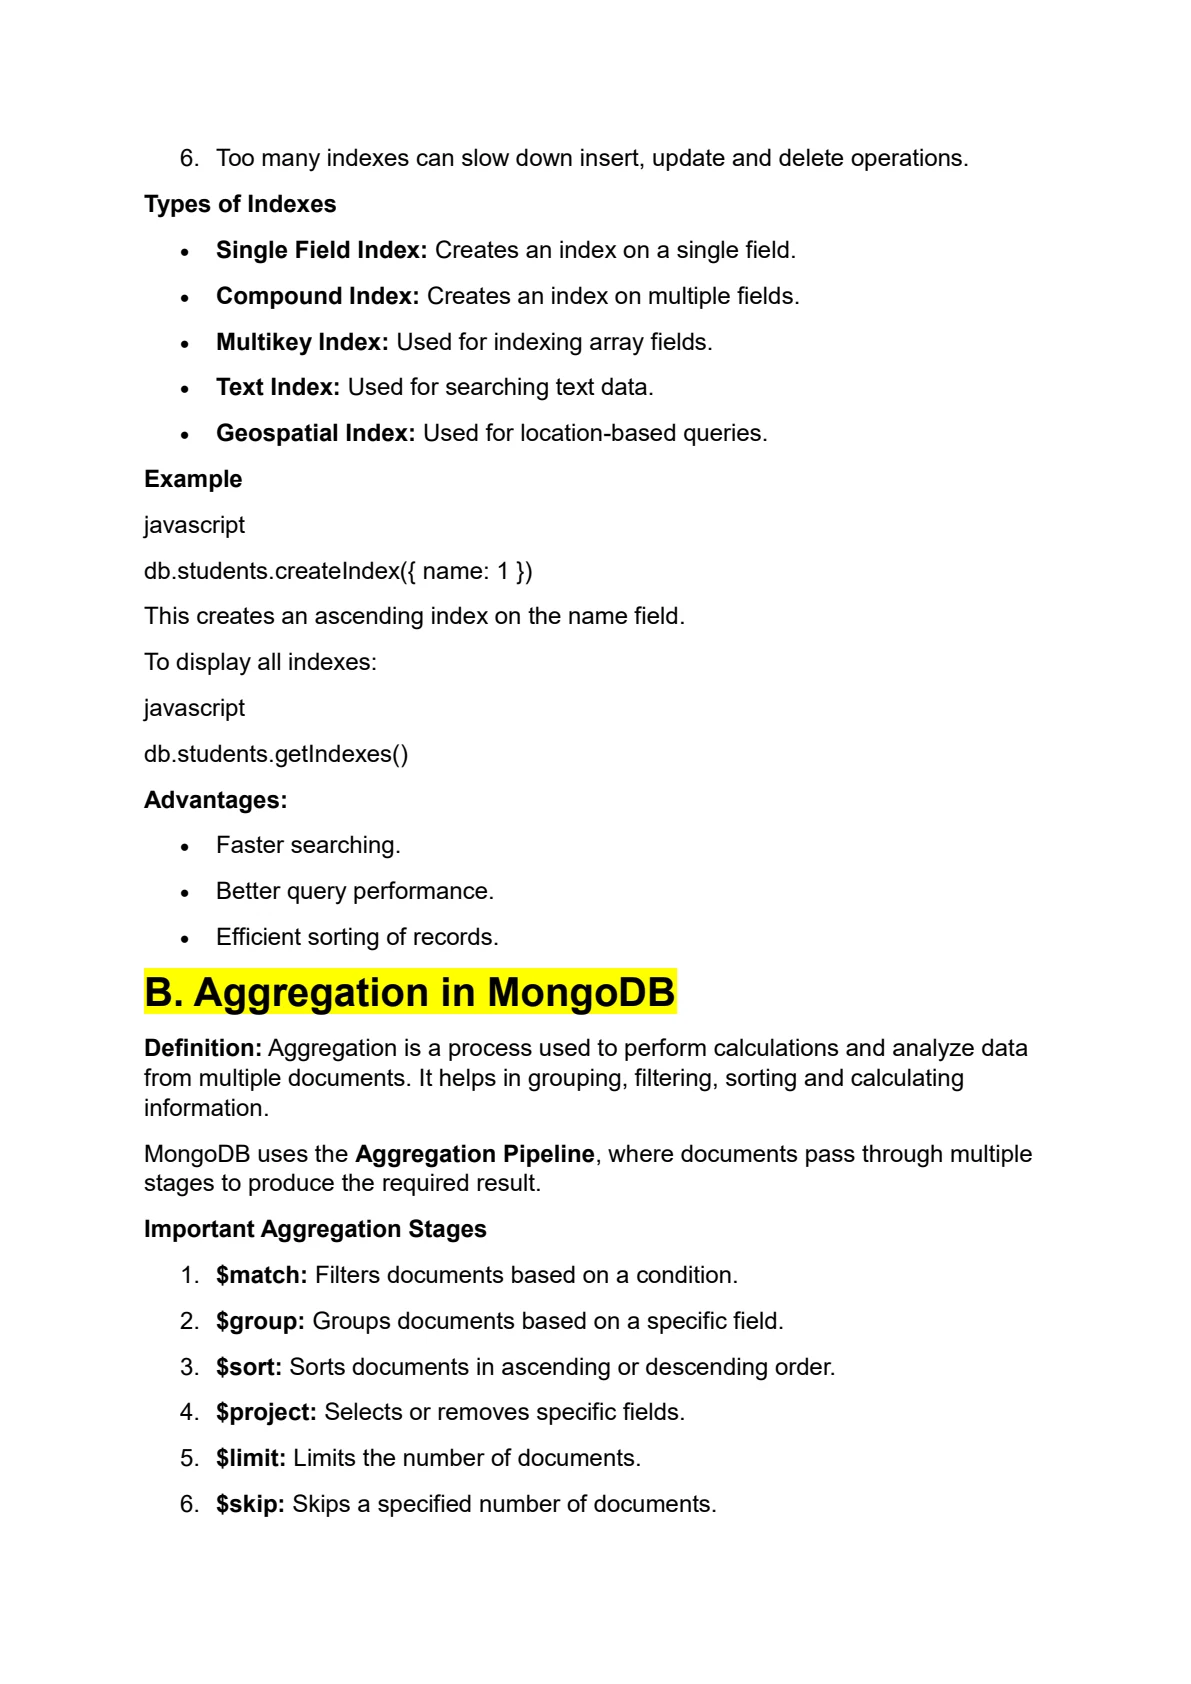 6. Too many indexes can slow down insert, update and delete operations.
Types of Indexes
• Single Field Index: Creates an index on a single field.
• Compound Index: Creates an index on multiple fields.
• Multikey Index: Used for indexing array fields.
• Text Index: Used for searching text data.
• Geospatial Index: Used for location-based queries.
Example
javascript
db.students.createIndex({ name: 1 })
This creates an ascending index on the name field.
To display all indexes:
javascript
db.students.getIndexes()
Advantages:
• Faster searching.
• Better query performance.
• Efficient sorting of records.
B. Aggregation in MongoDB
Definition: Aggregation is a process used to perform calculations and analyze data
from multiple documents. It helps in grouping, filtering, sorting and calculating
information.
MongoDB uses the Aggregation Pipeline, where documents pass through multiple
stages to produce the required result.
Important Aggregation Stages
1. $match: Filters documents based on a condition.
2. $group: Groups documents based on a specific field.
3. $sort: Sorts documents in ascending or descending order.
4. $project: Selects or removes specific fields.
5. $limit: Limits the number of documents.
6. $skip: Skips a specified number of documents.